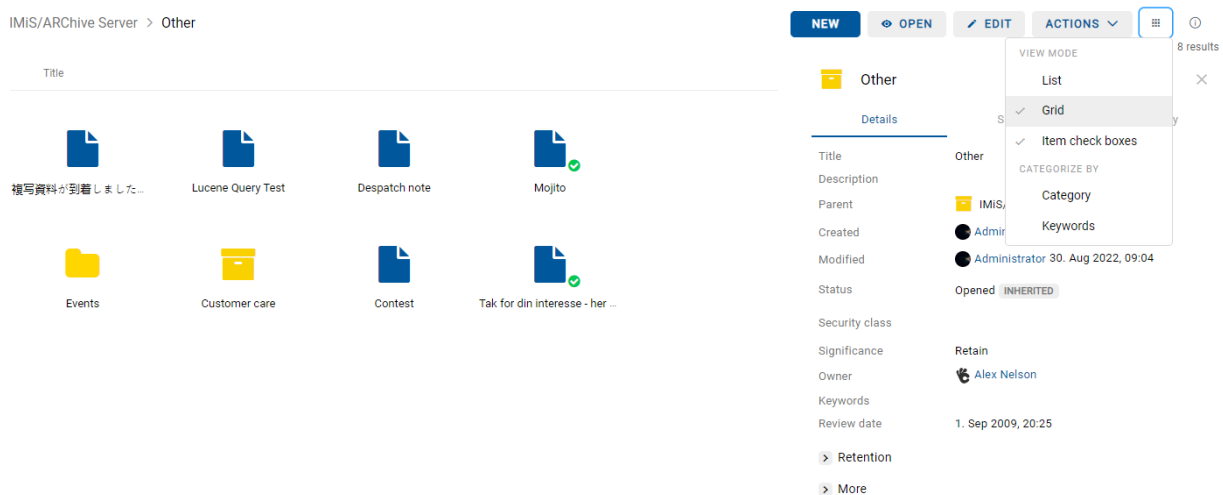 IMiS/ARChive Server > Other
NEW OPEN EDIT ACTIONS
8 results
Title
複写資料が到着しました...
Lucene Query Test
Despatch note
Mojito
Events
Customer care
Contest
Tak for din interesse - her ...
VIEW MODE
List
Grid
Item check boxes
CATEGORIZE BY
Category
Keywords
Other
Details
Title Other
Description
Parent IMiS/
Created Admin
Modified Administrator 30. Aug 2022, 09:04
Status Opened INHERITED
Security class
Significance Retain
Owner Alex Nelson
Keywords
Review date 1. Sep 2009, 20:25
> Retention
> More